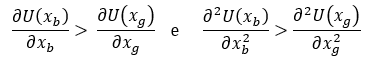 ∂U(x_b)/∂x_b > ∂U(x_g)/∂x_g e ∂²U(x_b)/∂x_b² > ∂²U(x_g)/∂x_g²